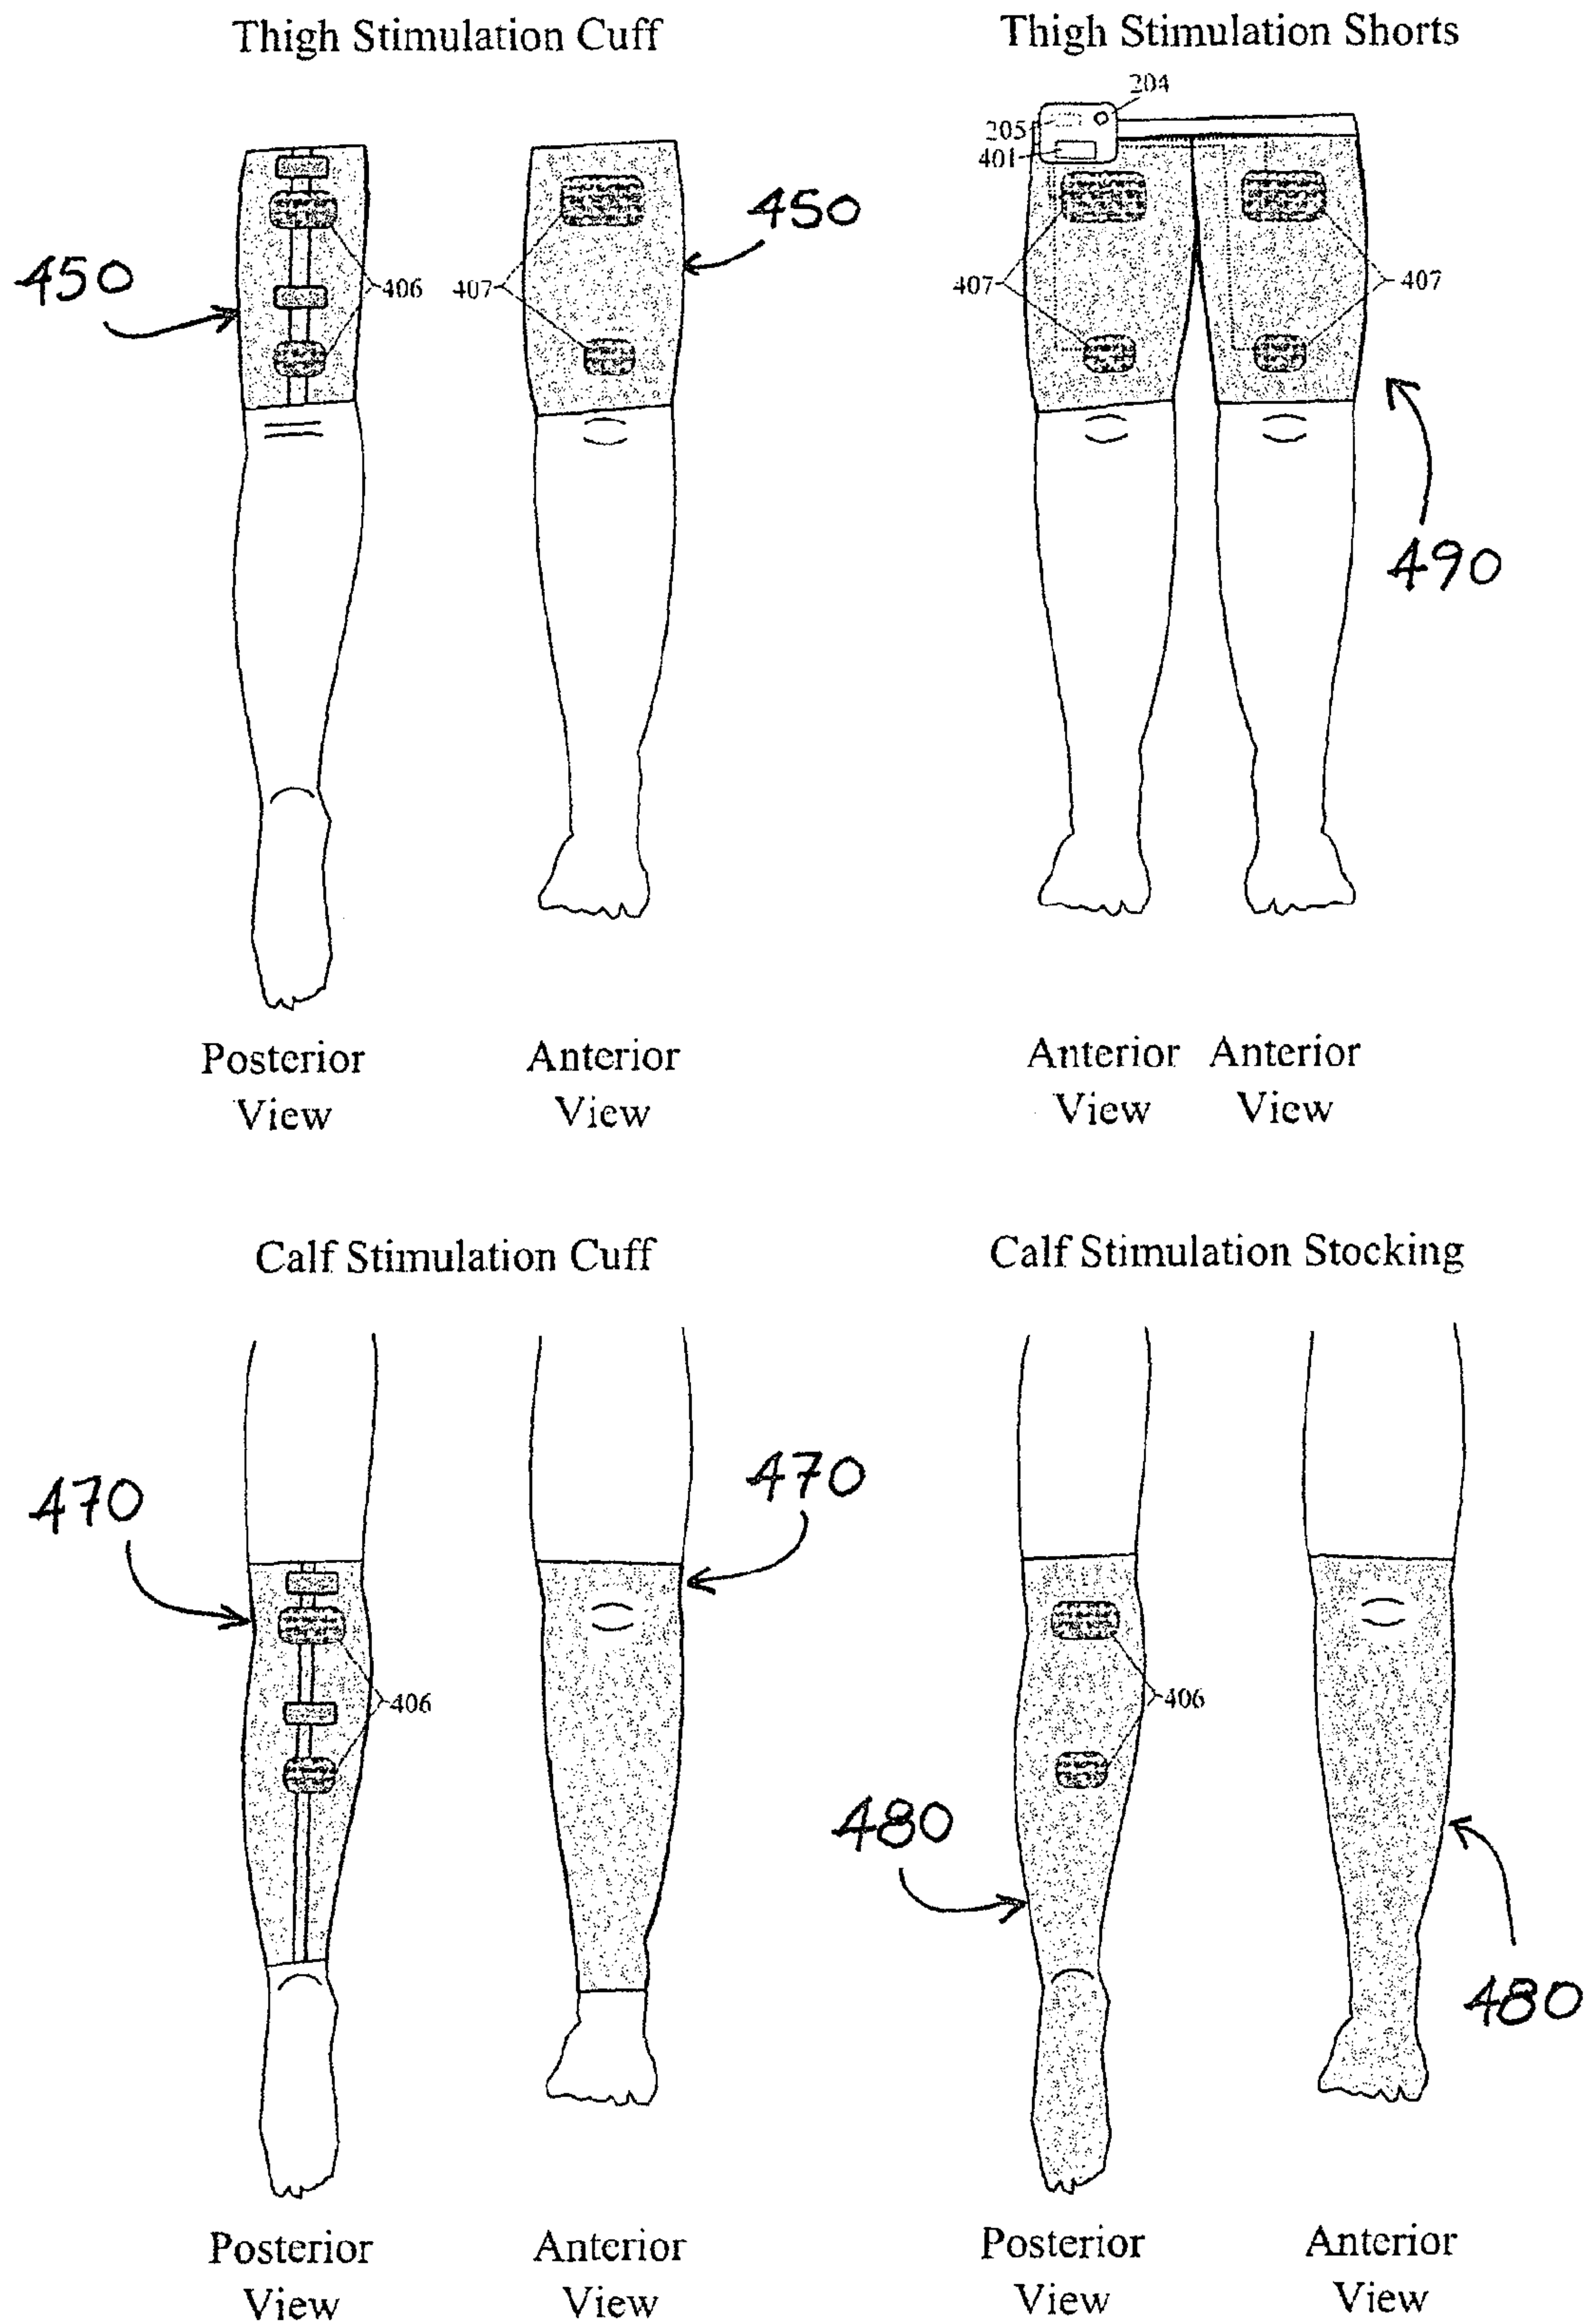 Thigh Stimulation Cuff
Thigh Stimulation Shorts
204
205
401
450
406
407
450
407
407
490
Posterior
View
Anterior
View
Anterior
View
Anterior
View
Calf Stimulation Cuff
Calf Stimulation Stocking
470
406
470
406
480
480
Posterior
View
Anterior
View
Posterior
View
Anterior
View